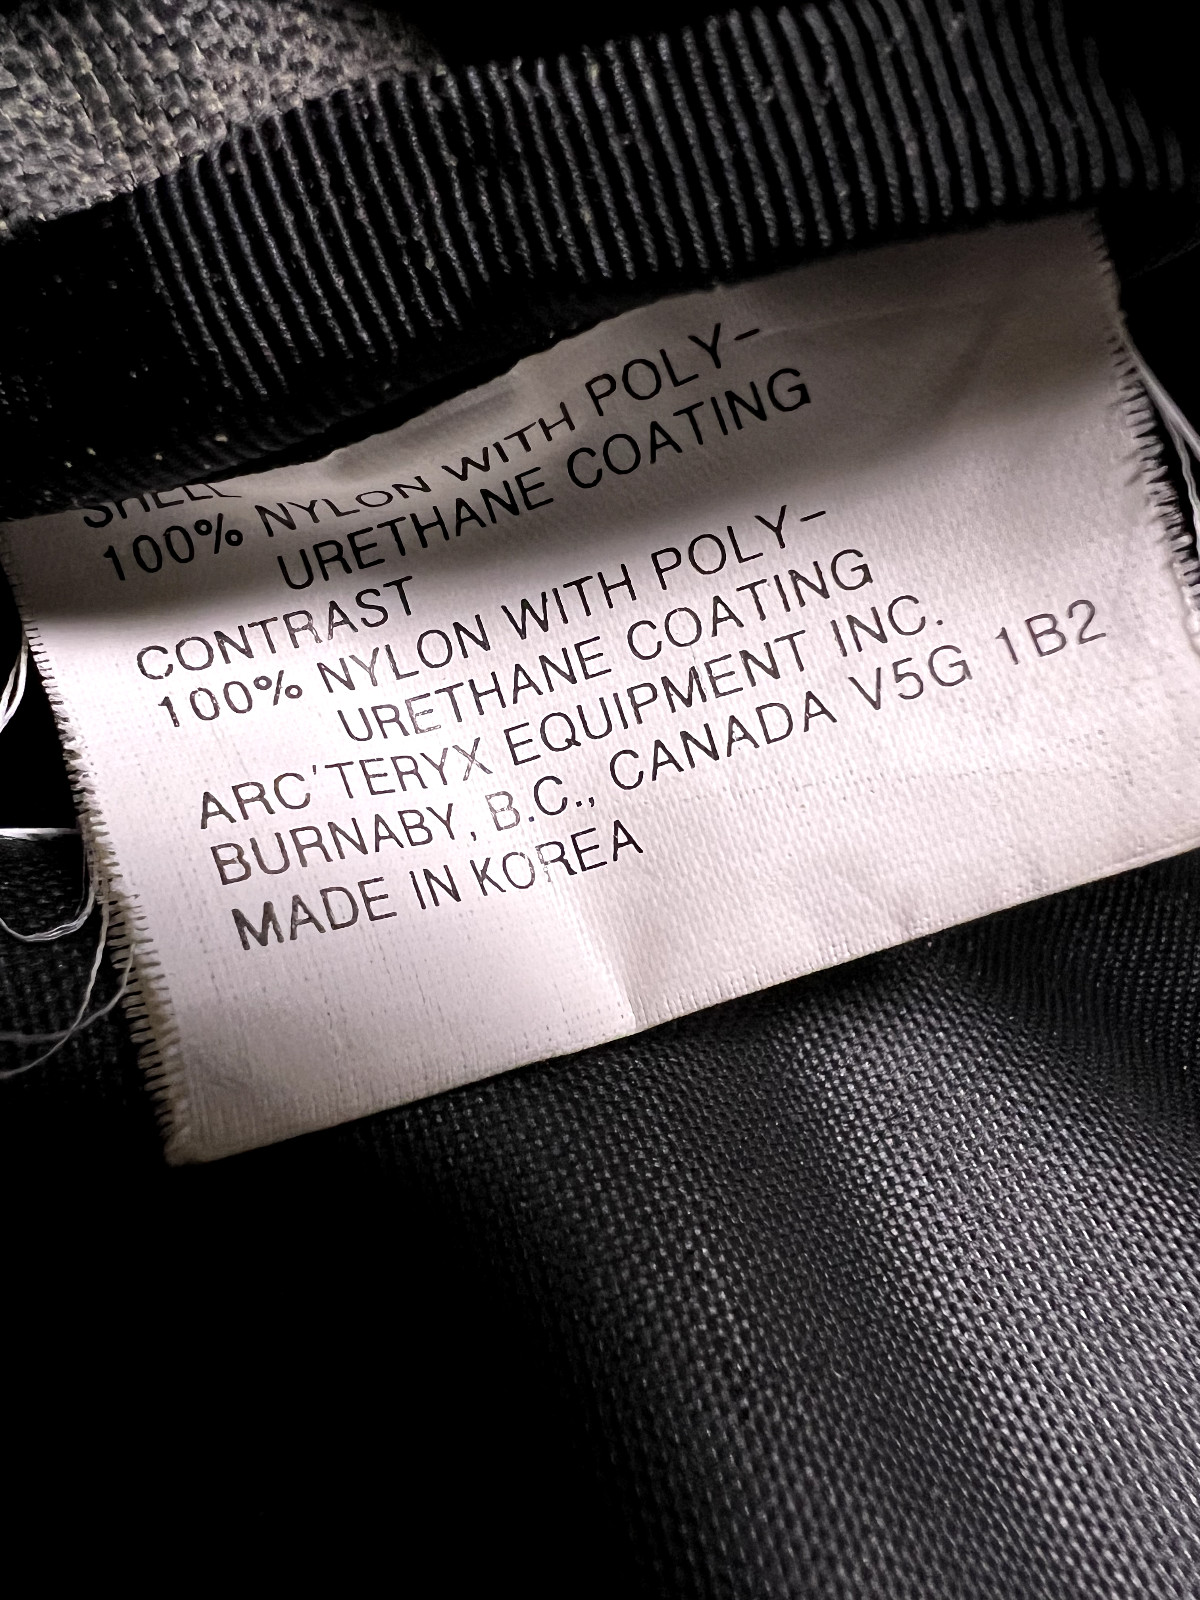 SHELL
100% NYLON WITH POLY-
URETHANE COATING
CONTRAST
100% NYLON WITH POLY-
URETHANE COATING
ARC'TERYX EQUIPMENT INC.
BURNABY, B.C., CANADA V5G 1B2
MADE IN KOREA